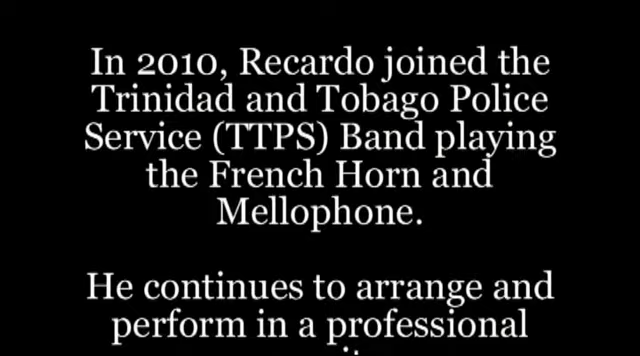 In 2010, Recardo joined the
Trinidad and Tobago Police
Service (TTPS) Band playing
the French Horn and
Mellophone.
He continues to arrange and
perform in a professional